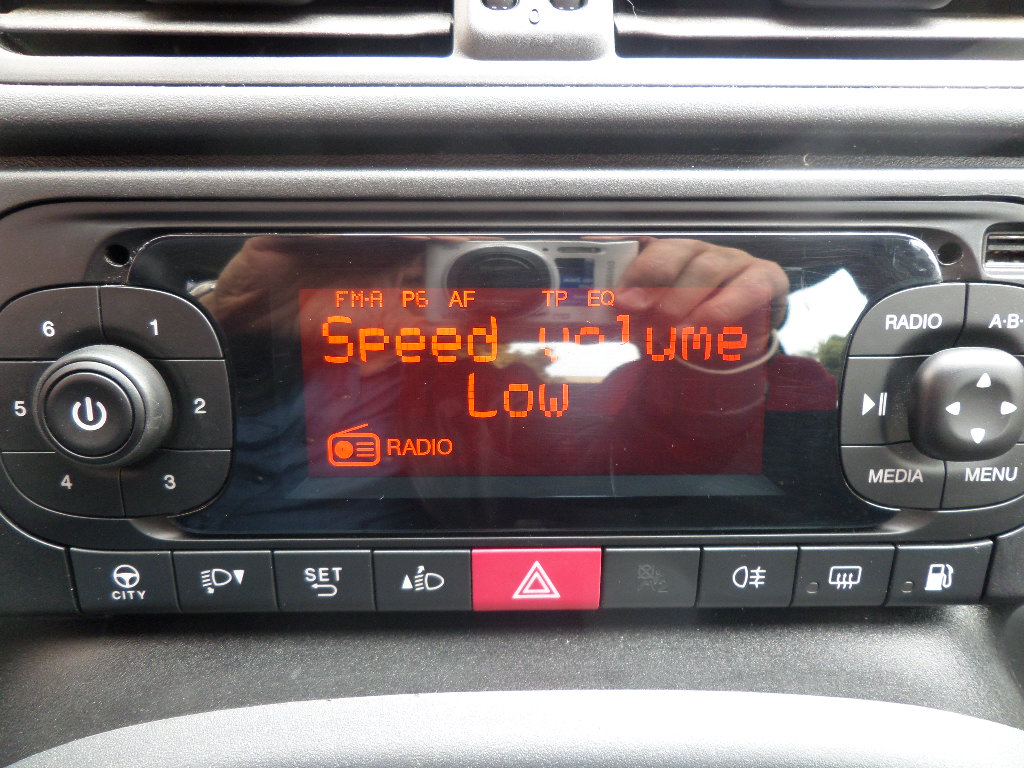 FM-A P6 AF TP EQ
Speed volume
Low
RADIO
6 1
5 2
4 3
RADIO A·B·
MEDIA MENU
CITY
SET